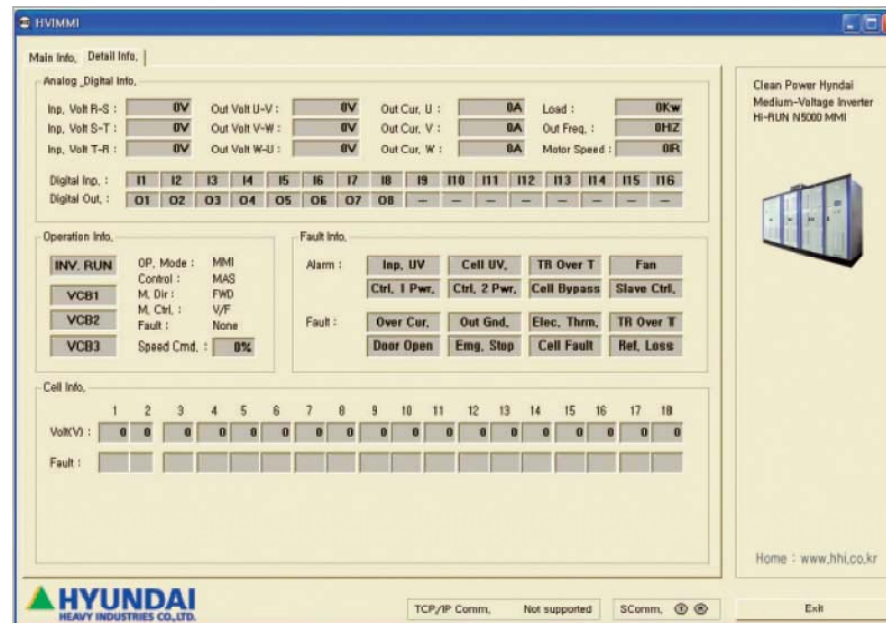 HVIMMI
Main Info, Detail Info,
Analog_Digital Info,
Inp, Volt R-S : 0V Out Volt U-V : 0V Out Cur, U : 0A Load : 0Kw
Inp, Volt S-T : 0V Out Volt V-W : 0V Out Cur, V : 0A Out Freq, : 0HZ
Inp, Volt T-R : 0V Out Volt W-U : 0V Out Cur, W : 0A Motor Speed : 0R
Digital Inp, : I1 I2 I3 I4 I5 I6 I7 I8 I9 I10 I11 I12 I13 I14 I15 I16
Digital Out, : O1 O2 O3 O4 O5 O6 O7 O8 — — — — — — — —
Operation Info,
INV. RUN
VCB1
VCB2
VCB3
OP, Mode : MMI
Control : MAS
M, Dir : FWD
M, Ctrl, : V/F
Fault : None
Speed Cmd, : 0%
Fault Info,
Alarm : Inp, UV Cell UV, TR Over T Fan
Ctrl, 1 Pwr, Ctrl, 2 Pwr, Cell Bypass Slave Ctrl,
Fault : Over Cur, Out Gnd, Elec, Thrm, TR Over T
Door Open Emg, Stop Cell Fault Ref, Loss
Cell Info,
1 2 3 4 5 6 7 8 9 10 11 12 13 14 15 16 17 18
Volt(V) : 0 0 0 0 0 0 0 0 0 0 0 0 0 0 0 0 0 0
Fault :
Clean Power Hyndai
Medium-Voltage Inverter
Hi-RUN N5000 MMI
Home : www,hhi,co,kr
HYUNDAI
HEAVY INDUSTRIES CO.,LTD.
TCP/IP Comm, Not supported
SComm, T R
Exit